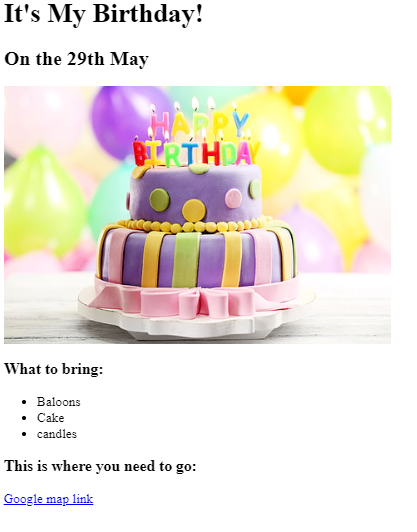 It's My Birthday!
On the 29th May
HAPPY
BIRTHDAY
What to bring:
Baloons
Cake
candles
This is where you need to go:
Google map link